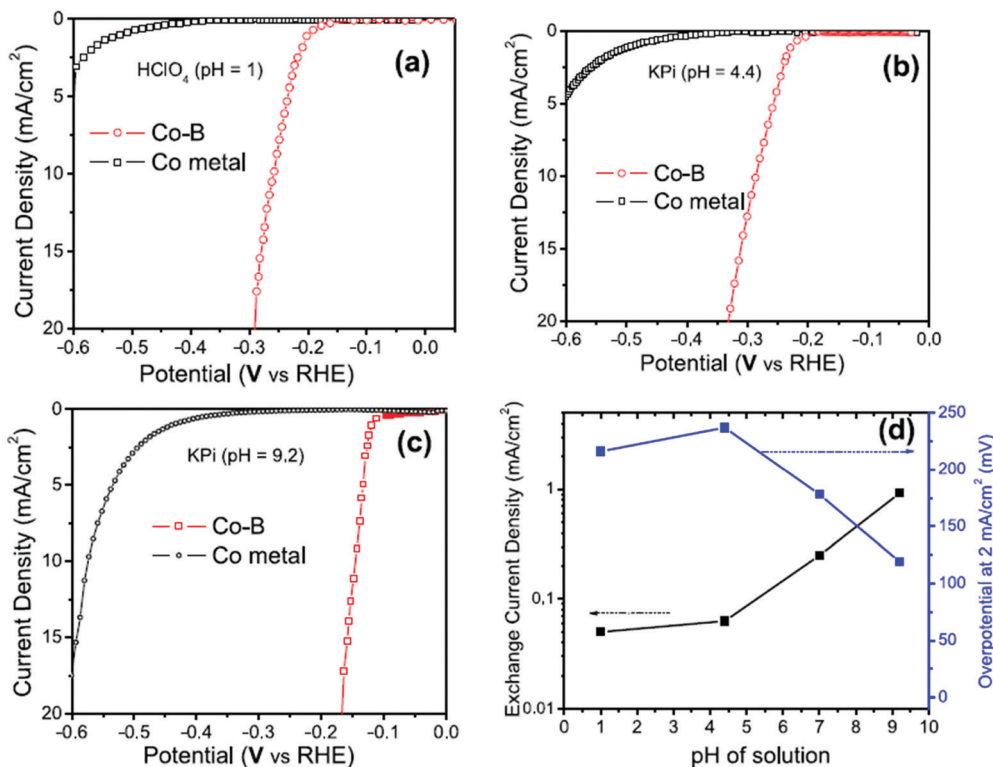 (a)
HClO4 (pH = 1)
Co-B
Co metal
Current Density (mA/cm²)
0
5
10
15
20
-0.6 -0.5 -0.4 -0.3 -0.2 -0.1 0.0
Potential (V vs RHE)
(b)
KPi (pH = 4.4)
Co-B
Co metal
Current Density (mA/cm²)
0
5
10
15
20
-0.6 -0.5 -0.4 -0.3 -0.2 -0.1 0.0
Potential (V vs RHE)
(c)
KPi (pH = 9.2)
Co-B
Co metal
Current Density (mA/cm²)
0
5
10
15
20
-0.6 -0.5 -0.4 -0.3 -0.2 -0.1 0.0
Potential (V vs RHE)
(d)
Exchange Current Density (mA/cm²)
1
0.1
0.01
0 1 2 3 4 5 6 7 8 9 10
pH of solution
250
200
150
100
50
0
Overpotential at 2 mA/cm² (mV)